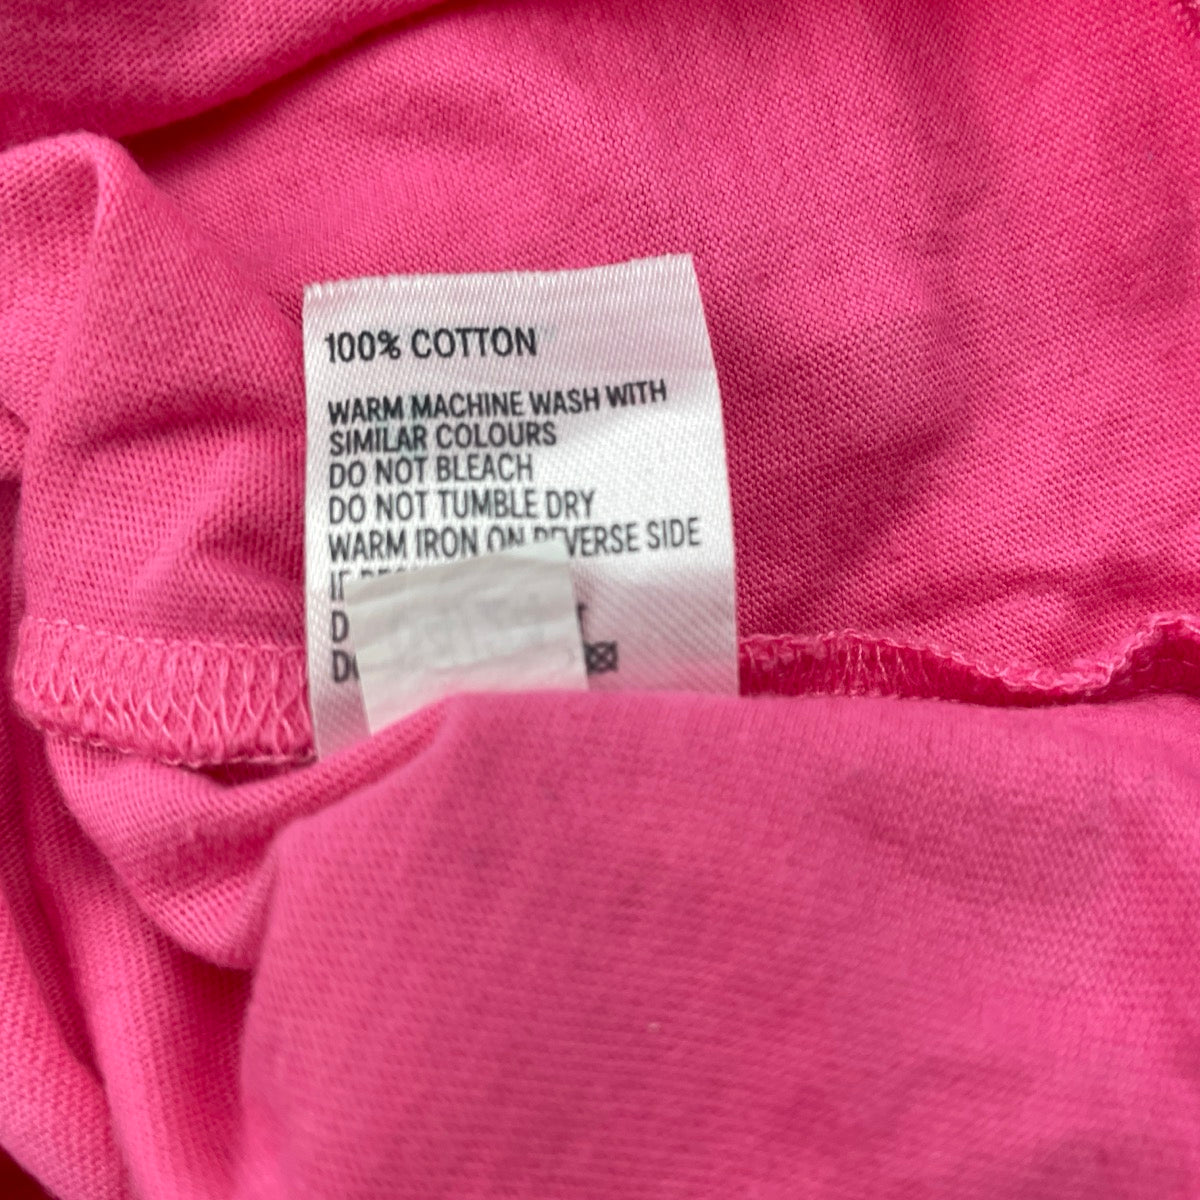 100% COTTON
WARM MACHINE WASH WITH
SIMILAR COLOURS
DO NOT BLEACH
DO NOT TUMBLE DRY
WARM IRON ON REVERSE SIDE